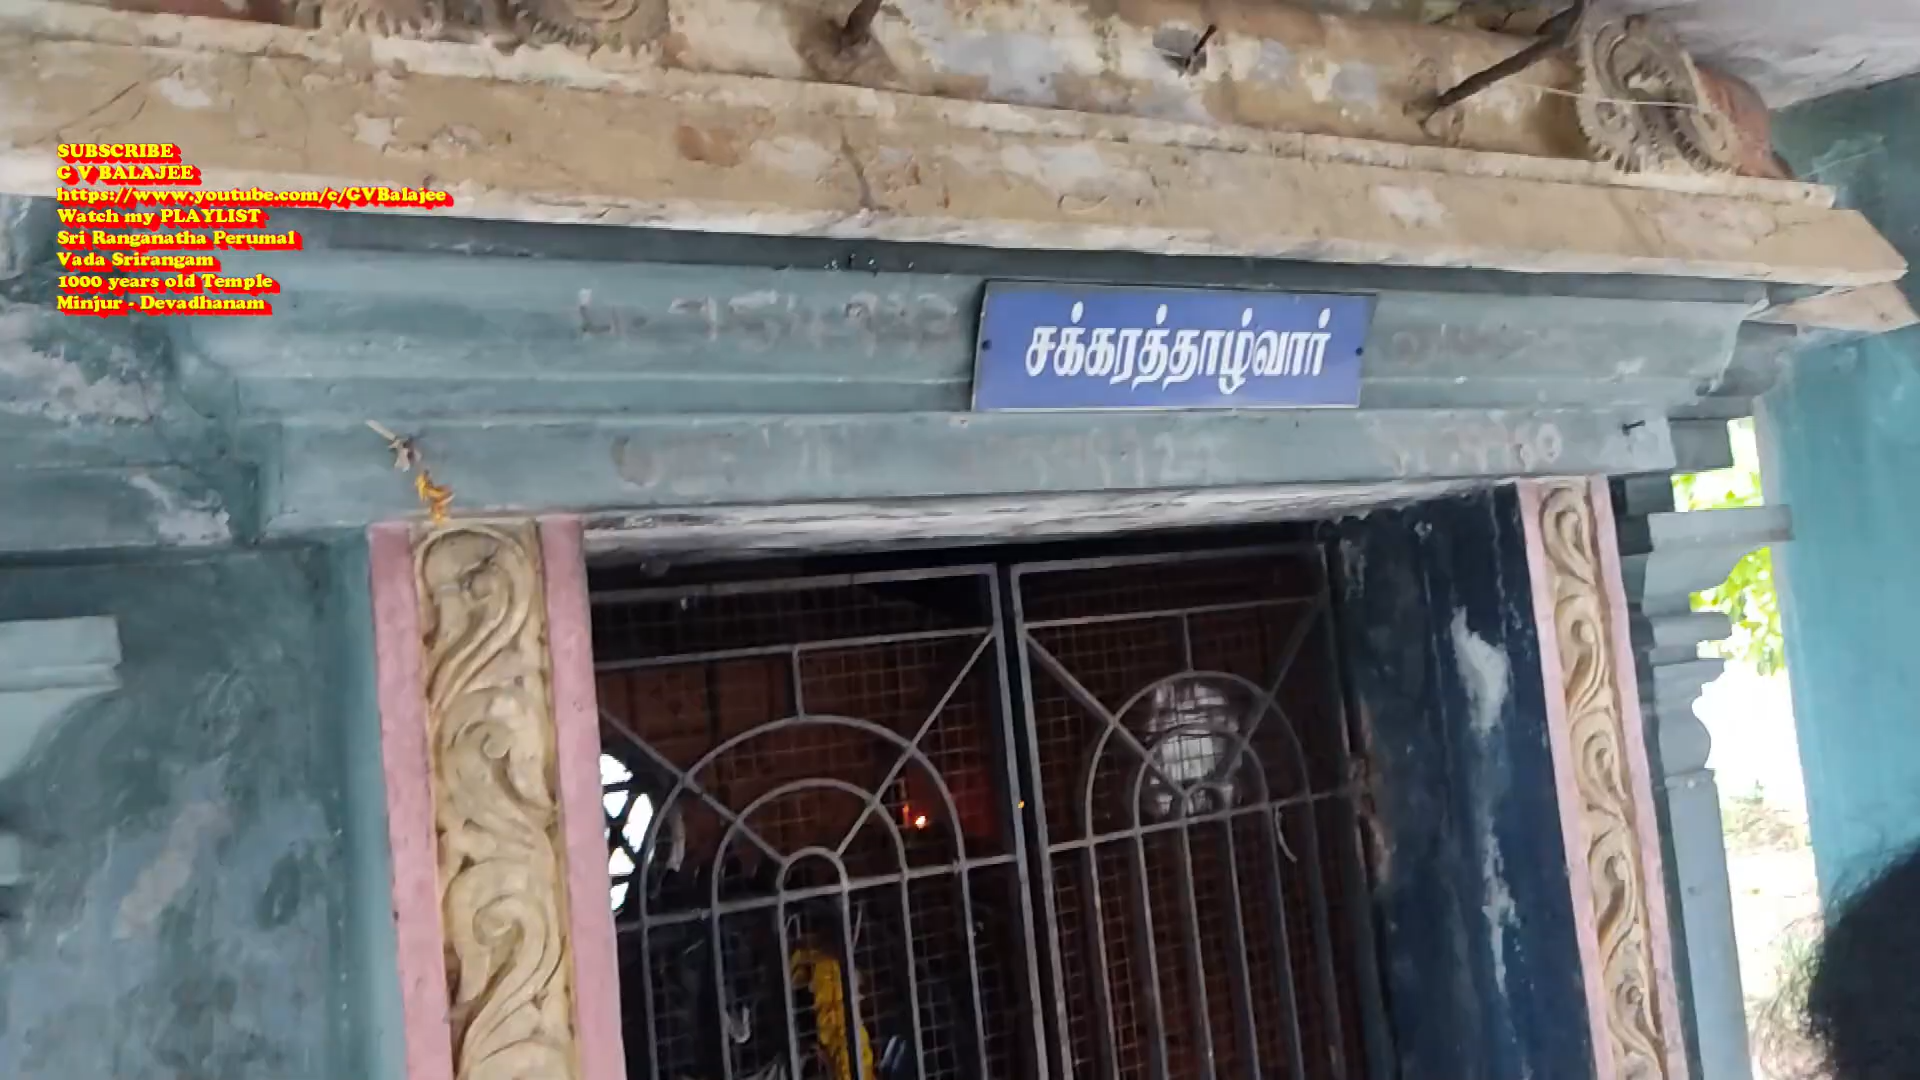 SUBSCRIBE
G V BALAJEE
https://www.youtube.com/c/GVBalajee
Watch my PLAYLIST
Sri Ranganatha Perumal
Vada Srirangam
1000 years old Temple
Minjur - Devadhanam
சக்கரத்தாழ்வார்